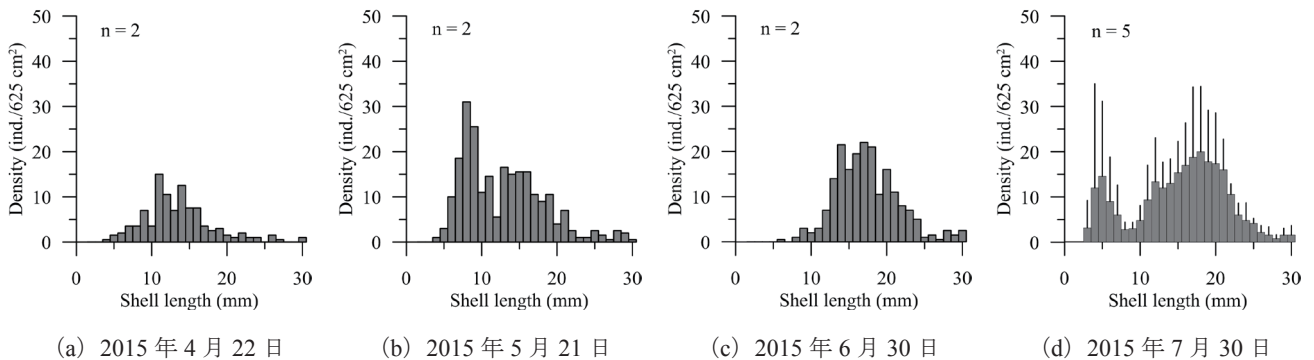 n = 2
50
40
30
20
10
0
Density (ind./625 cm²)
0 10 20 30
Shell length (mm)
(a) 2015 年 4 月 22 日
n = 2
50
40
30
20
10
0
Density (ind./625 cm²)
0 10 20 30
Shell length (mm)
(b) 2015 年 5 月 21 日
n = 2
50
40
30
20
10
0
Density (ind./625 cm²)
0 10 20 30
Shell length (mm)
(c) 2015 年 6 月 30 日
n = 5
50
40
30
20
10
0
Density (ind./625 cm²)
0 10 20 30
Shell length (mm)
(d) 2015 年 7 月 30 日